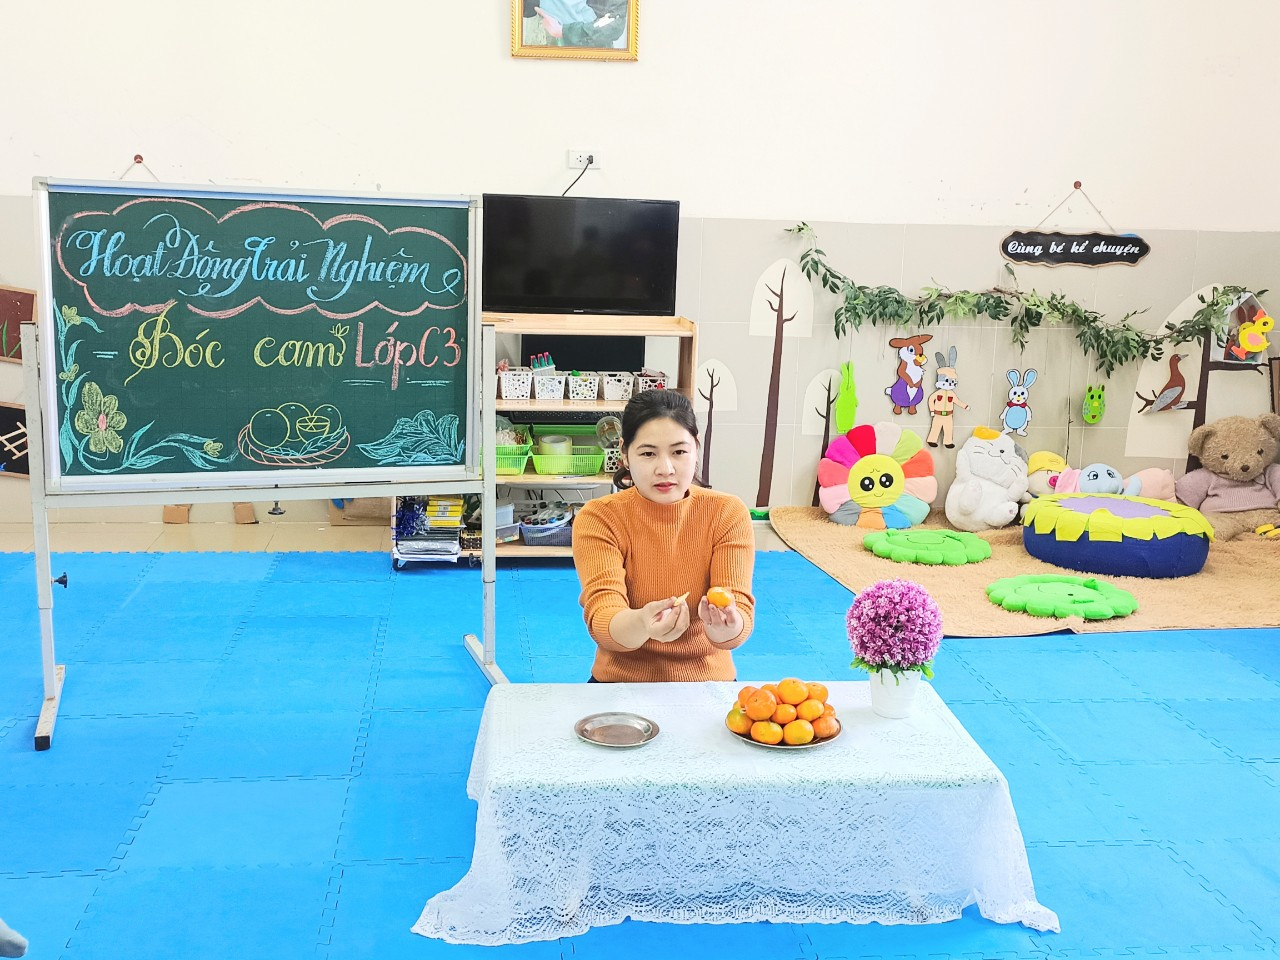 Hoạt Động Trải Nghiệm
- Bóc cam Lớp C3
Cùng bé kể chuyện